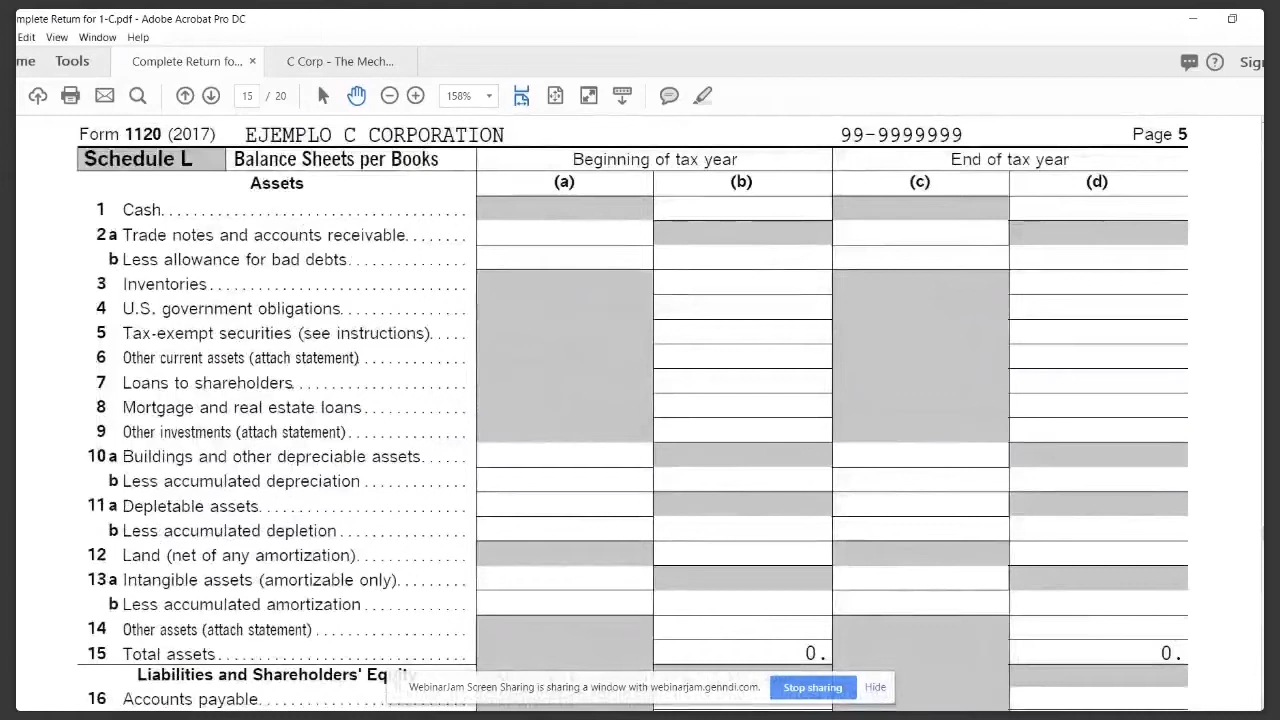 mplete Return for 1-C.pdf - Adobe Acrobat Pro DC
Edit View Window Help
me Tools Complete Return fo... × C Corp - The Mech... Sign
15 / 20 158%
Form 1120 (2017) EJEMPLO C CORPORATION 99-9999999 Page 5
Schedule L Balance Sheets per Books Beginning of tax year End of tax year
Assets (a) (b) (c) (d)
1 Cash
2a Trade notes and accounts receivable
b Less allowance for bad debts
3 Inventories
4 U.S. government obligations
5 Tax-exempt securities (see instructions)
6 Other current assets (attach statement)
7 Loans to shareholders
8 Mortgage and real estate loans
9 Other investments (attach statement)
10a Buildings and other depreciable assets
b Less accumulated depreciation
11a Depletable assets
b Less accumulated depletion
12 Land (net of any amortization)
13a Intangible assets (amortizable only)
b Less accumulated amortization
14 Other assets (attach statement)
15 Total assets 0. 0.
Liabilities and Shareholders' Equity
WebinarJam Screen Sharing is sharing a window with webinarjam.genndi.com. Stop sharing Hide
16 Accounts payable